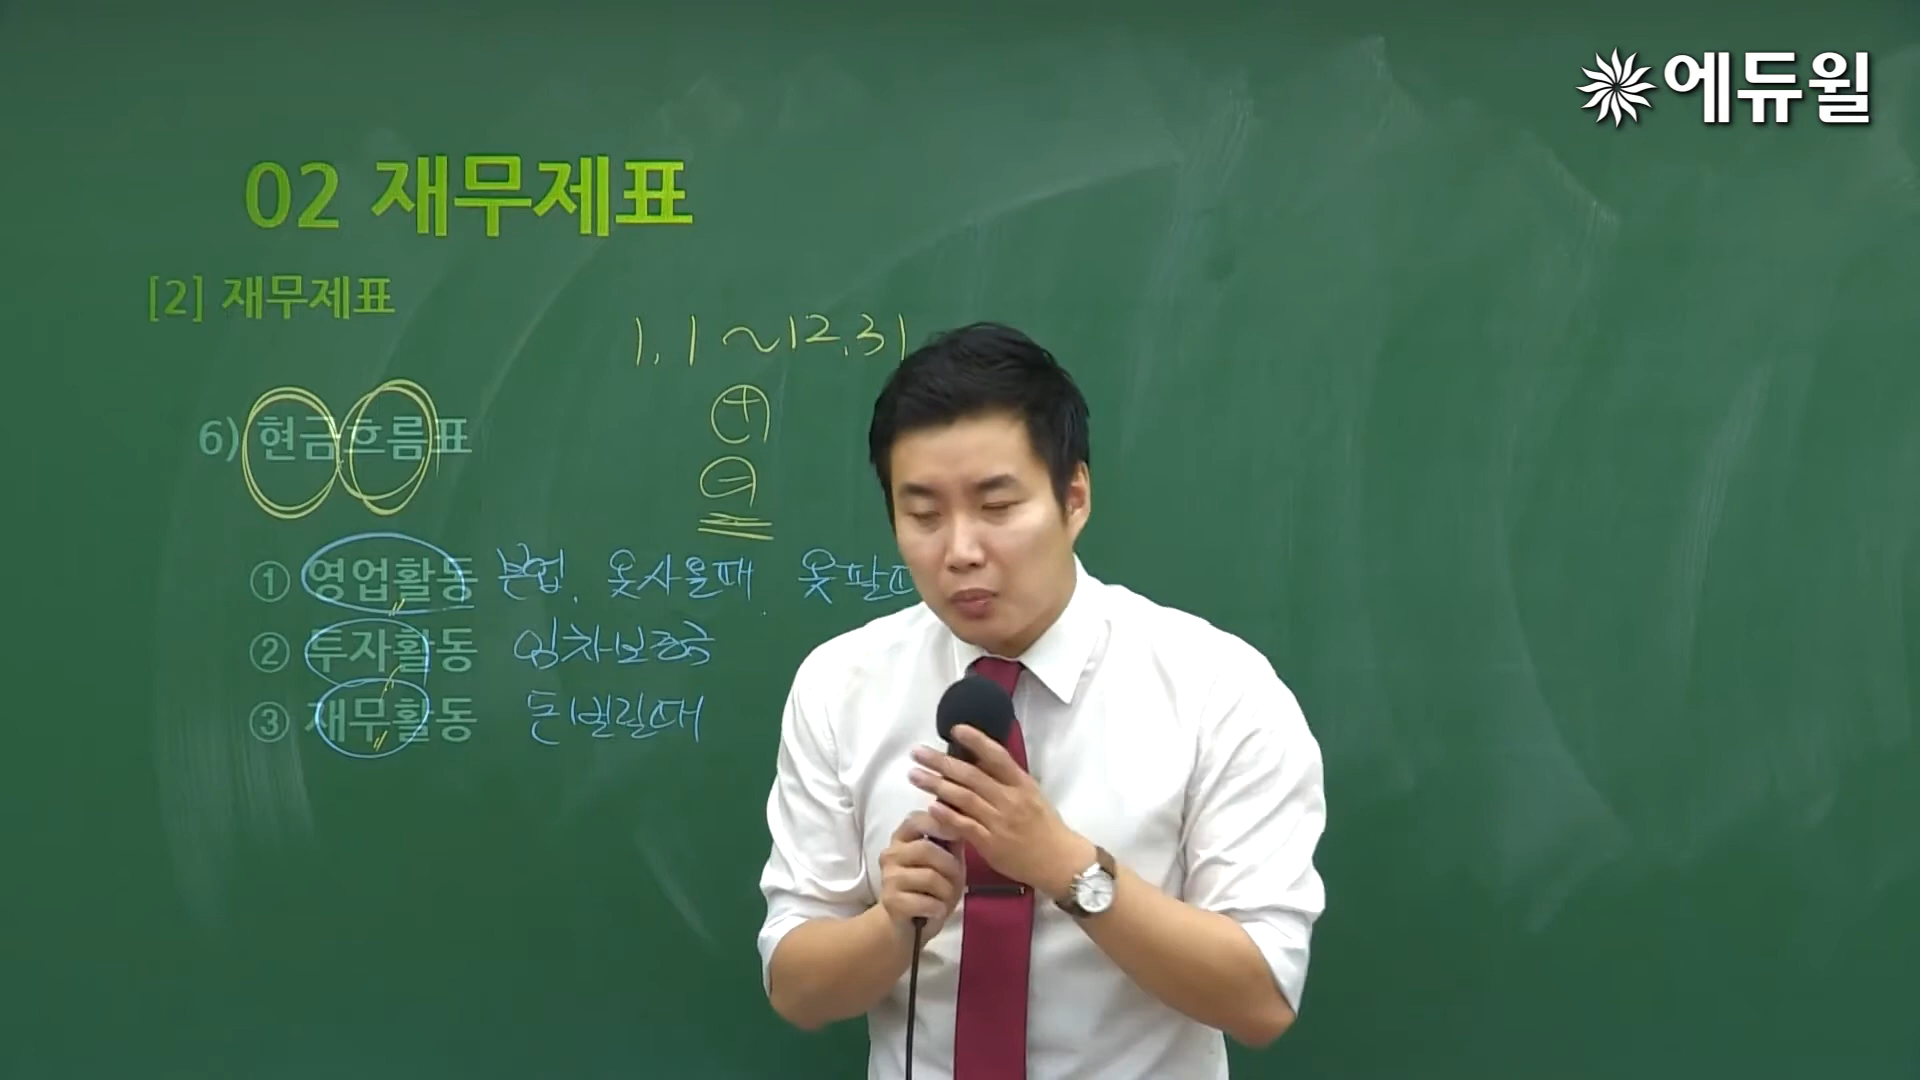 에듀윌
02 재무제표
[2] 재무제표
1.1 ~ 12.31
6) 현금흐름표
+
-
① 영업활동 본업, 옷사올때, 옷팔때
② 투자활동 임차보증금
③ 재무활동 돈빌릴때